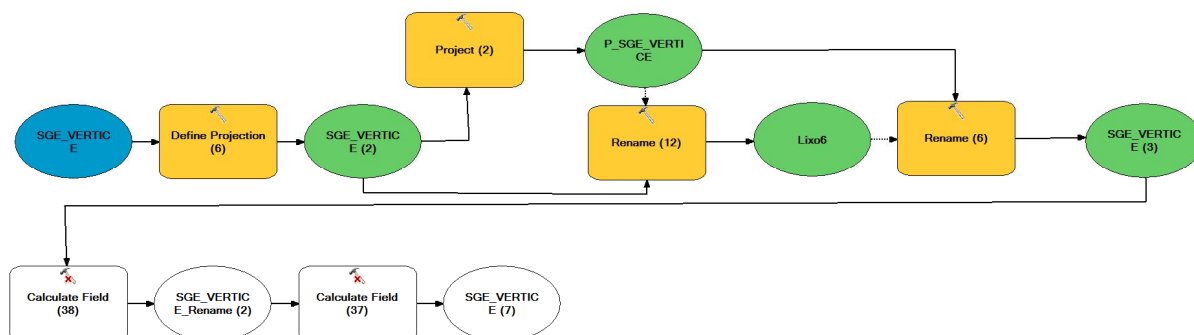 Project (2)
P_SGE_VERTI
CE
SGE_VERTIC
E
Define Projection
(6)
SGE_VERTIC
E (2)
Rename (12)
Lixo6
Rename (6)
SGE_VERTIC
E (3)
Calculate Field
(38)
SGE_VERTIC
E_Rename (2)
Calculate Field
(37)
SGE_VERTIC
E (7)